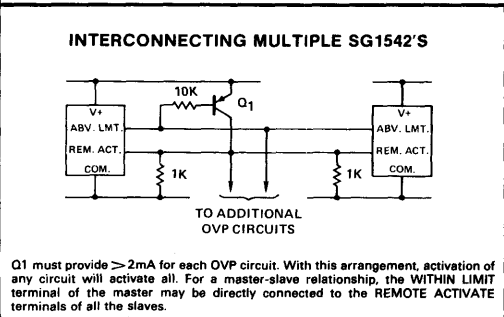 INTERCONNECTING MULTIPLE SG1542'S
10K
Q1
V+
ABV. LMT.
REM. ACT.
COM.
1K
V+
ABV. LMT.
REM. ACT.
COM.
1K
TO ADDITIONAL
OVP CIRCUITS
Q1 must provide >2mA for each OVP circuit. With this arrangement, activation of
any circuit will activate all. For a master-slave relationship, the WITHIN LIMIT
terminal of the master may be directly connected to the REMOTE ACTIVATE
terminals of all the slaves.